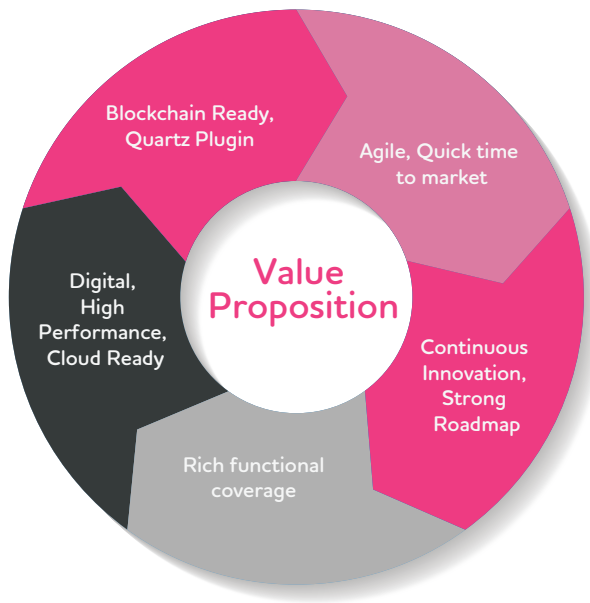 Blockchain Ready,
Quartz Plugin
Agile, Quick time
to market
Digital,
High
Performance,
Cloud Ready
Value
Proposition
Continuous
Innovation,
Strong
Roadmap
Rich functional
coverage